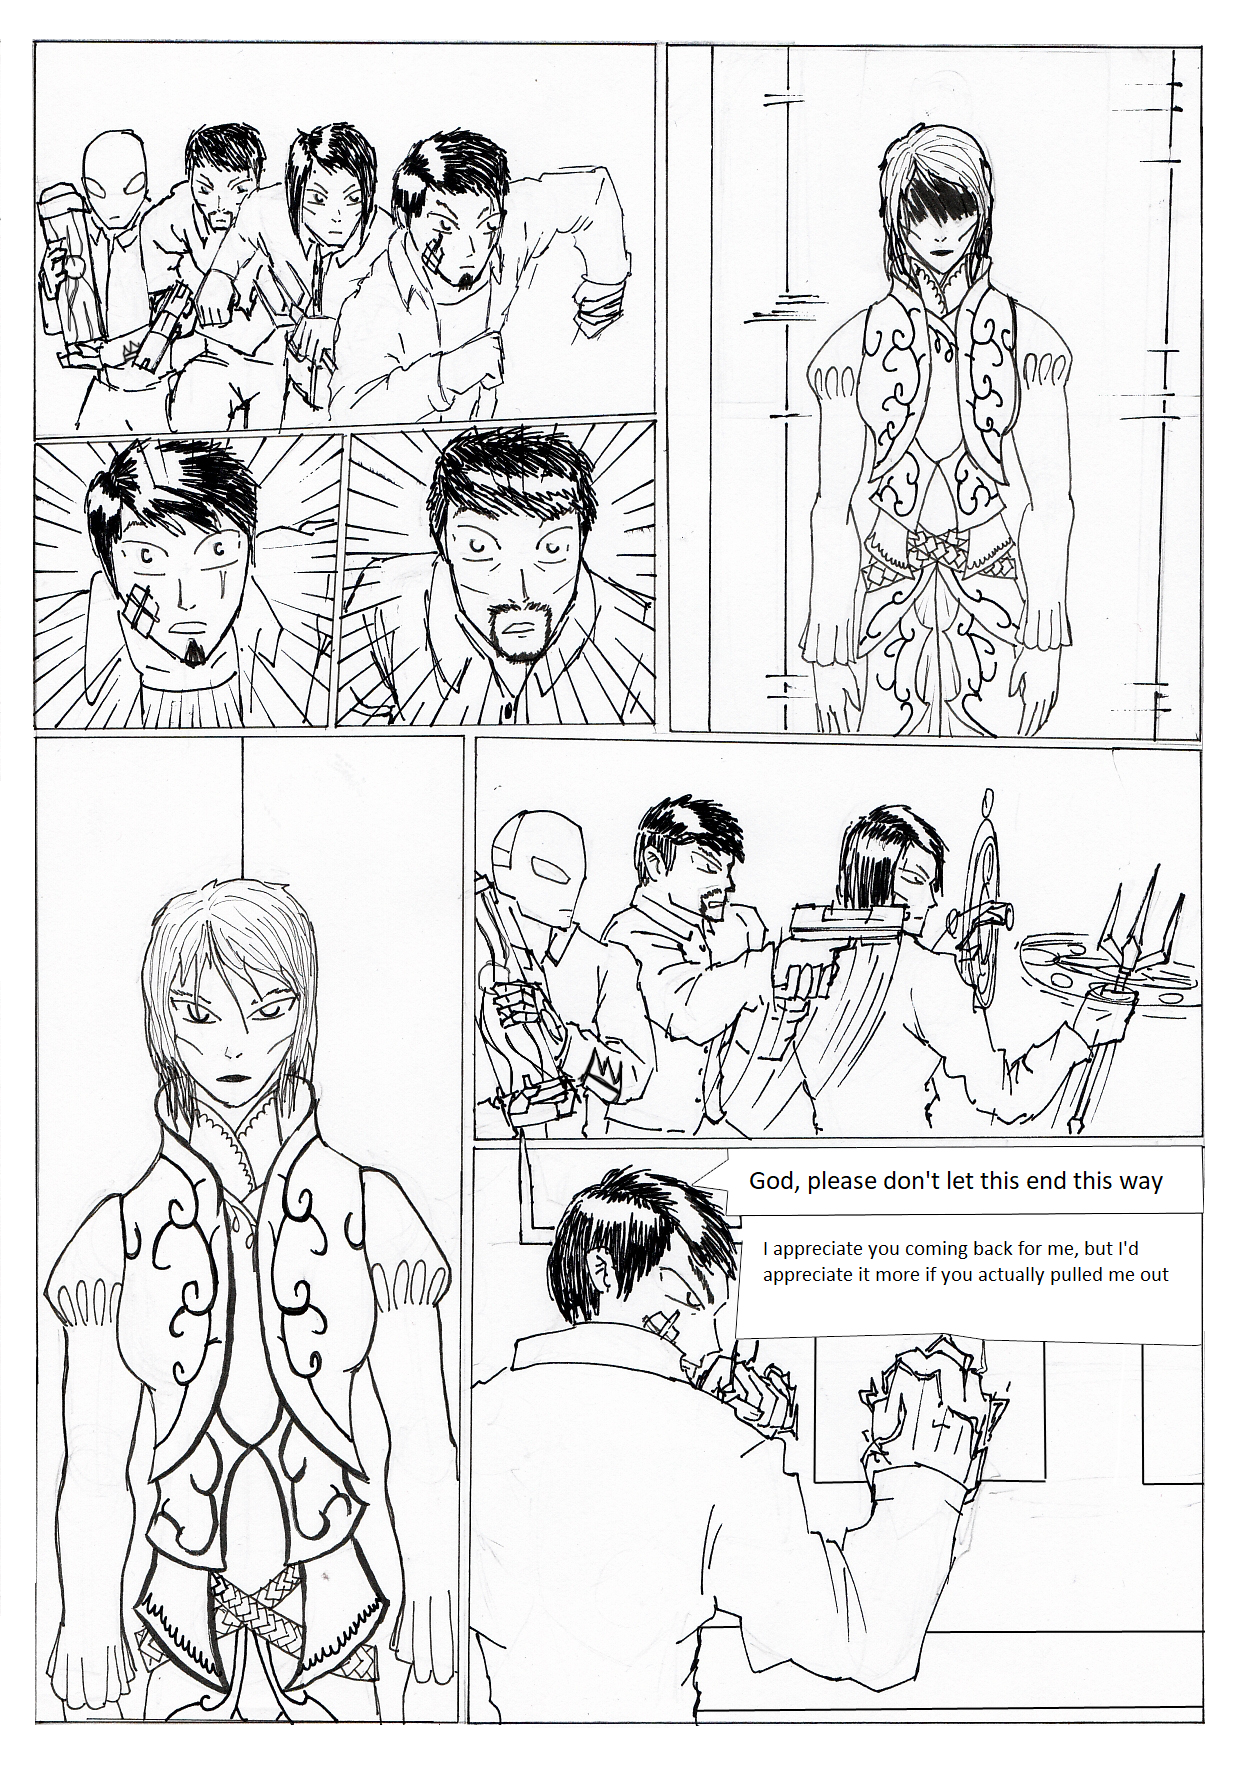 God, please don't let this end this way
I appreciate you coming back for me, but I'd
appreciate it more if you actually pulled me out